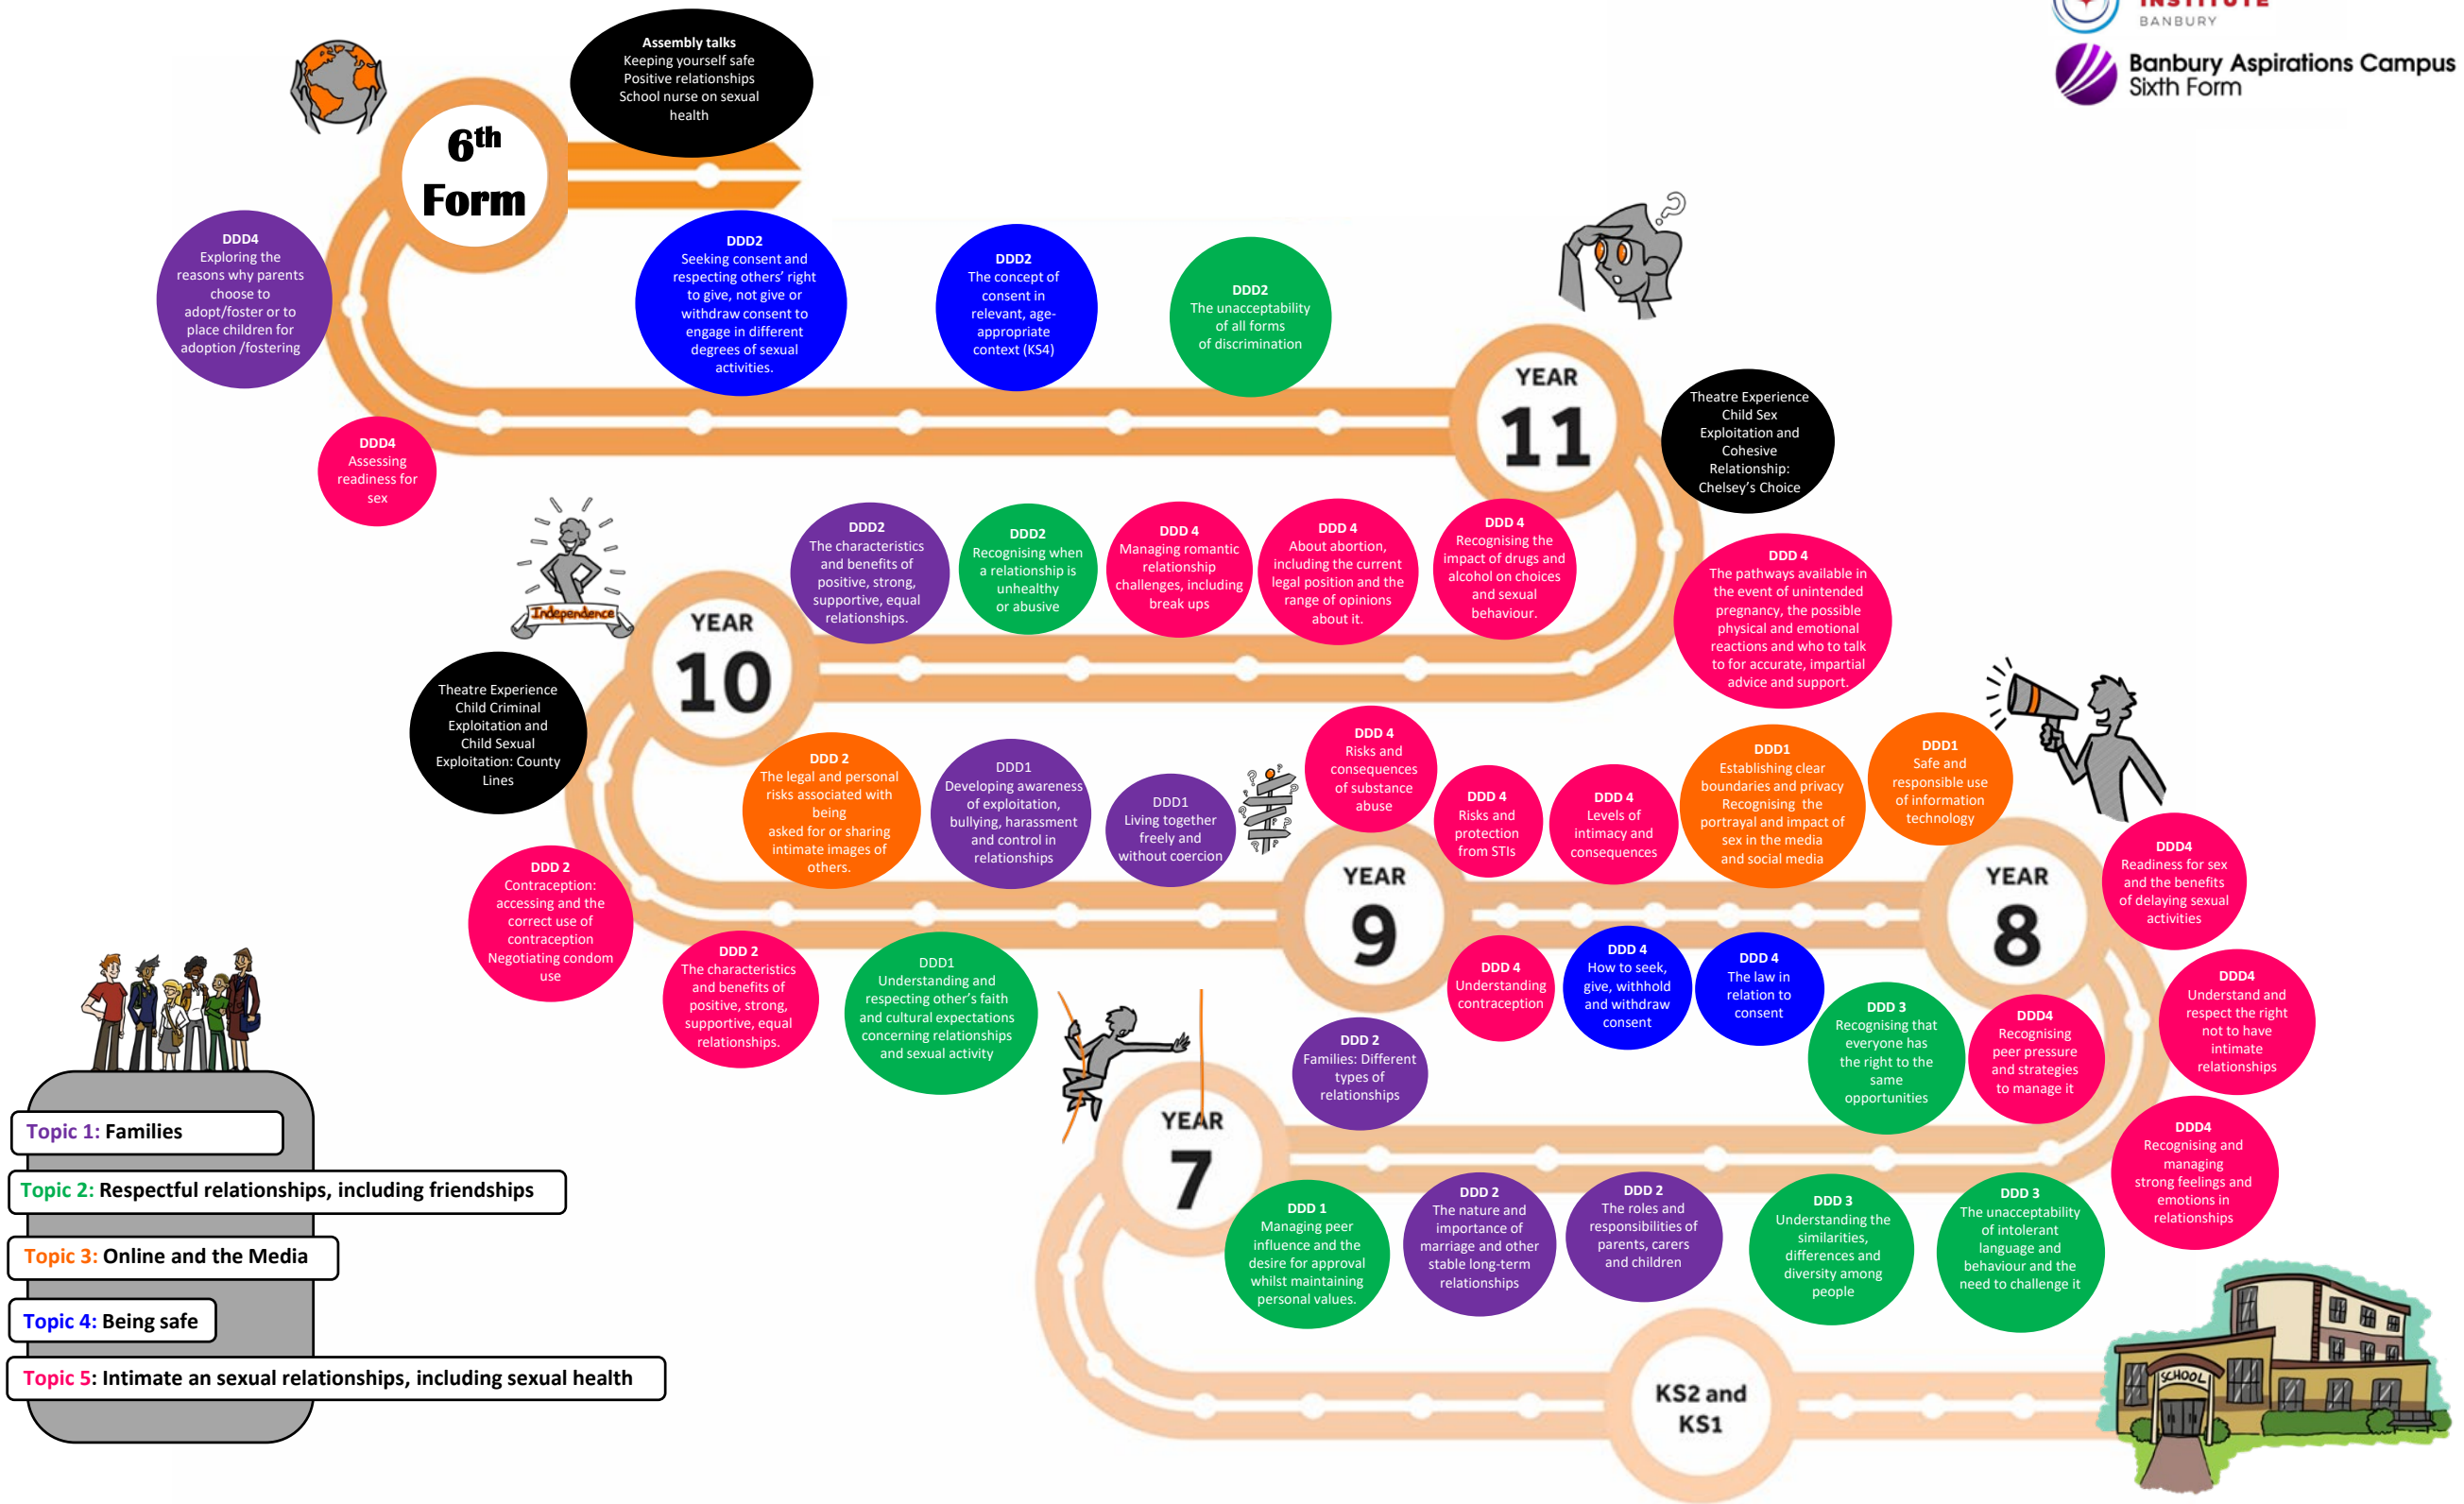 INSTITUTE
BANBURY
Banbury Aspirations Campus
Sixth Form
Assembly talks
Keeping yourself safe
Positive relationships
School nurse on sexual
health
6th
Form
DDD4
Exploring the
reasons why parents
choose to
adopt/foster or to
place children for
adoption /fostering
DDD2
Seeking consent and
respecting others' right
to give, not give or
withdraw consent to
engage in different
degrees of sexual
activities.
DDD2
The concept of
consent in
relevant, age-
appropriate
context (KS4)
DDD2
The unacceptability
of all forms
of discrimination
YEAR
11
Theatre Experience
Child Sex
Exploitation and
Cohesive
Relationship:
Chelsey's Choice
DDD4
Assessing
readiness for
sex
Independence
YEAR
10
DDD2
The characteristics
and benefits of
positive, strong,
supportive, equal
relationships.
DDD2
Recognising when
a relationship is
unhealthy
or abusive
DDD 4
Managing romantic
relationship
challenges, including
break ups
DDD 4
About abortion,
including the current
legal position and the
range of opinions
about it.
DDD 4
Recognising the
impact of drugs and
alcohol on choices
and sexual
behaviour.
DDD 4
The pathways available in
the event of unintended
pregnancy, the possible
physical and emotional
reactions and who to talk
to for accurate, impartial
advice and support.
Theatre Experience
Child Criminal
Exploitation and
Child Sexual
Exploitation: County
Lines
DDD 2
The legal and personal
risks associated with
being
asked for or sharing
intimate images of
others.
DDD1
Developing awareness
of exploitation,
bullying, harassment
and control in
relationships
DDD1
Living together
freely and
without coercion
DDD 4
Risks and
consequences
of substance
abuse
DDD 4
Risks and
protection
from STIs
DDD 4
Levels of
intimacy and
consequences
DDD1
Establishing clear
boundaries and privacy
Recognising the
portrayal and impact of
sex in the media
and social media
DDD1
Safe and
responsible use
of information
technology
YEAR
9
YEAR
8
DDD4
Readiness for sex
and the benefits
of delaying sexual
activities
DDD 2
Contraception:
accessing and the
correct use of
contraception
Negotiating condom
use
DDD 2
The characteristics
and benefits of
positive, strong,
supportive, equal
relationships.
DDD1
Understanding and
respecting other's faith
and cultural expectations
concerning relationships
and sexual activity
DDD 4
Understanding
contraception
DDD 4
How to seek,
give, withhold
and withdraw
consent
DDD 4
The law in
relation to
consent
DDD 3
Recognising that
everyone has
the right to the
same
opportunities
DDD4
Recognising
peer pressure
and strategies
to manage it
DDD4
Understand and
respect the right
not to have
intimate
relationships
DDD 2
Families: Different
types of
relationships
YEAR
7
DDD 1
Managing peer
influence and the
desire for approval
whilst maintaining
personal values.
DDD 2
The nature and
importance of
marriage and other
stable long-term
relationships
DDD 2
The roles and
responsibilities of
parents, carers
and children
DDD 3
Understanding the
similarities,
differences and
diversity among
people
DDD 3
The unacceptability
of intolerant
language and
behaviour and the
need to challenge it
DDD4
Recognising and
managing
strong feelings and
emotions in
relationships
Topic 1: Families
Topic 2: Respectful relationships, including friendships
Topic 3: Online and the Media
Topic 4: Being safe
Topic 5: Intimate an sexual relationships, including sexual health
KS2 and
KS1
SCHOOL